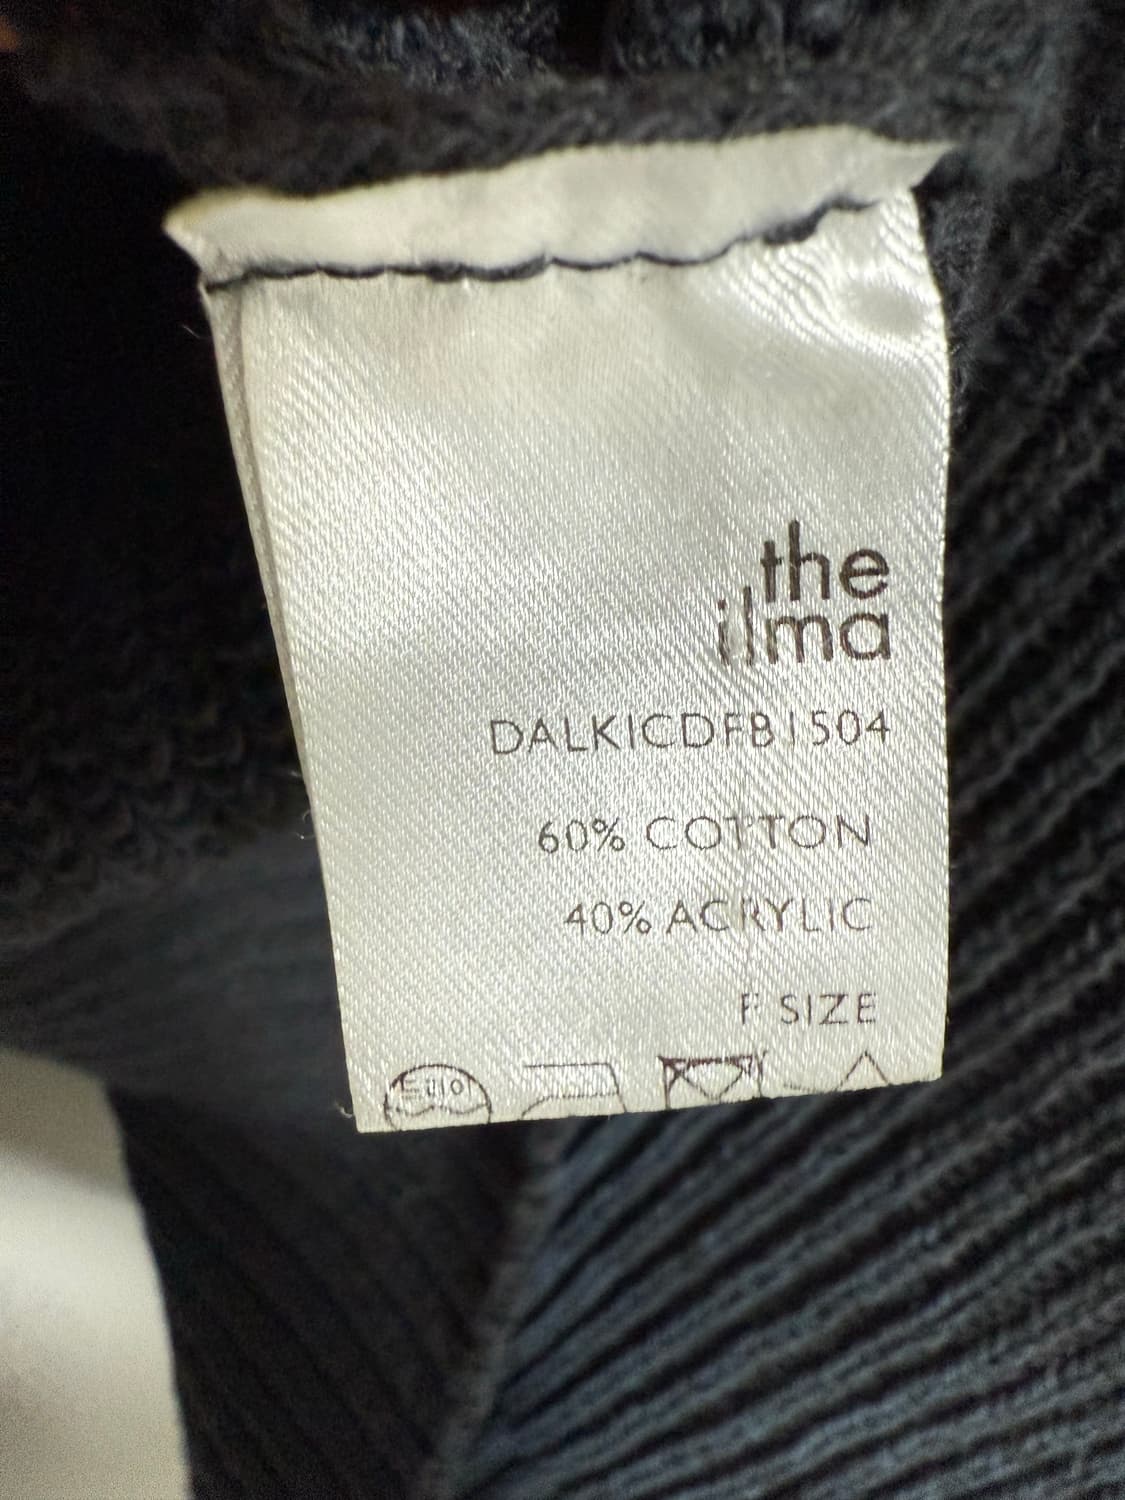 the
ilma
DALKICDFB1504
60% COTTON
40% ACRYLIC
F SIZE